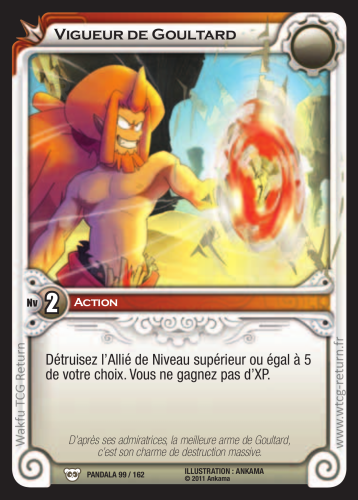 Vigueur de Goultard
Nv 2 Action
Détruisez l'Allié de Niveau supérieur ou égal à 5
de votre choix. Vous ne gagnez pas d'XP.
D'après ses admiratrices, la meilleure arme de Goultard,
c'est son charme de destruction massive.
PANDALA 99 / 162
ILLUSTRATION : ANKAMA
© 2011 Ankama
Wakfu TCG Return
www.wtcg-return.fr